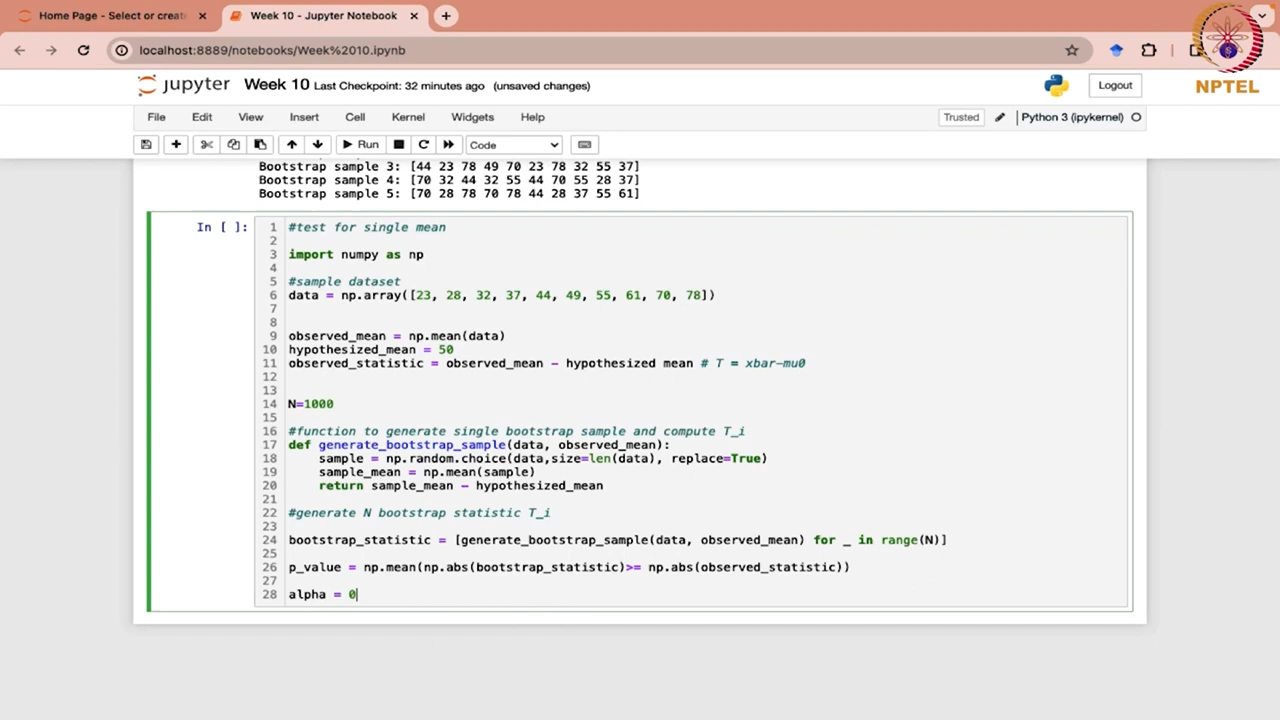 Home Page - Select or creat
Week 10 - Jupyter Notebook
localhost:8889/notebooks/Week%2010.ipynb
NPTEL
jupyter Week 10 Last Checkpoint: 32 minutes ago (unsaved changes)
Logout
File Edit View Insert Cell Kernel Widgets Help
Trusted
Python 3 (ipykernel)
Run
Code
Bootstrap sample 3: [44 23 78 49 70 23 78 32 55 37]
Bootstrap sample 4: [70 32 44 32 55 44 70 55 28 37]
Bootstrap sample 5: [70 28 78 70 78 44 28 37 55 61]
In [ ]:
1 #test for single mean
2
3 import numpy as np
4
5 #sample dataset
6 data = np.array([23, 28, 32, 37, 44, 49, 55, 61, 70, 78])
7
8
9 observed_mean = np.mean(data)
10 hypothesized_mean = 50
11 observed_statistic = observed_mean - hypothesized mean # T = xbar-mu0
12
13
14 N=1000
15
16 #function to generate single bootstrap sample and compute T_i
17 def generate_bootstrap_sample(data, observed_mean):
18 sample = np.random.choice(data,size=len(data), replace=True)
19 sample_mean = np.mean(sample)
20 return sample_mean - hypothesized_mean
21
22 #generate N bootstrap statistic T_i
23
24 bootstrap_statistic = [generate_bootstrap_sample(data, observed_mean) for _ in range(N)]
25
26 p_value = np.mean(np.abs(bootstrap_statistic)>= np.abs(observed_statistic))
27
28 alpha = 0